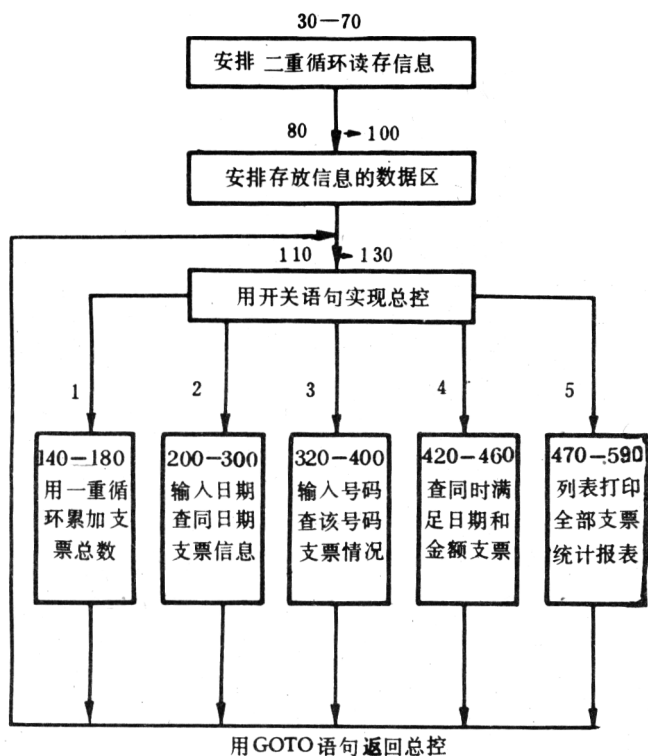 30—70
安排 二重循环读存信息
80 → 100
安排存放信息的数据区
110 → 130
用开关语句实现总控
1 2 3 4 5
140—180
用一重循
环累加支
票总数
200—300
输入日期
查同日期
支票信息
320—400
输入号码
查该号码
支票情况
420—460
查同时满
足日期和
金额支票
470—590
列表打印
全部支票
统计报表
用GOTO语句返回总控